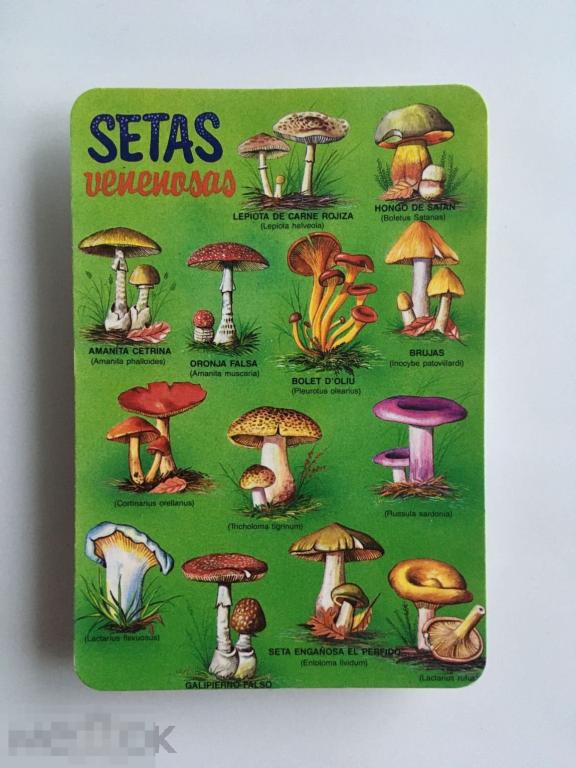 SETAS
venenosas
LEPIOTA DE CARNE ROJIZA
(Lepiota helveola)
HONGO DE SATAN
(Boletus Satanas)
AMANITA CETRINA
(Amanita phalloides)
ORONJA FALSA
(Amanita muscaria)
BOLET D'OLIU
(Pleurotus olearius)
BRUJAS
(Inocybe patovillardi)
(Cortinarius orellanus)
(Tricholoma tigrinum)
(Russula sardonia)
(Lactarius flexuosus)
GALIPIERNO FALSO
SETA ENGAÑOSA EL PERFIDO
(Entoloma lividum)
(Lactarius rufus